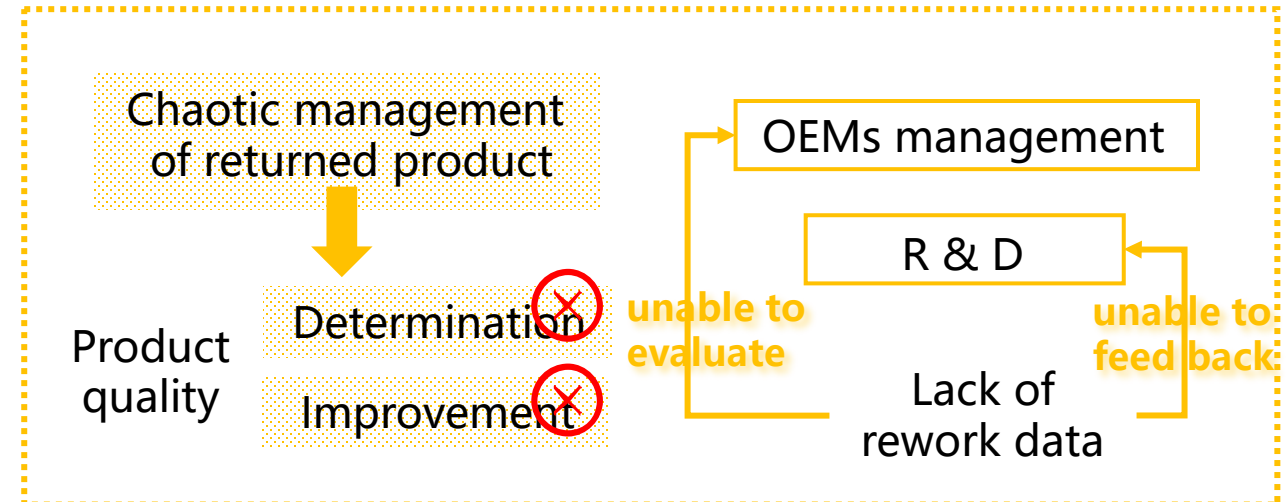 Chaotic management
of returned product
Product
quality
Determination
Improvement
OEMs management
R & D
unable to
evaluate
unable to
feed back
Lack of
rework data